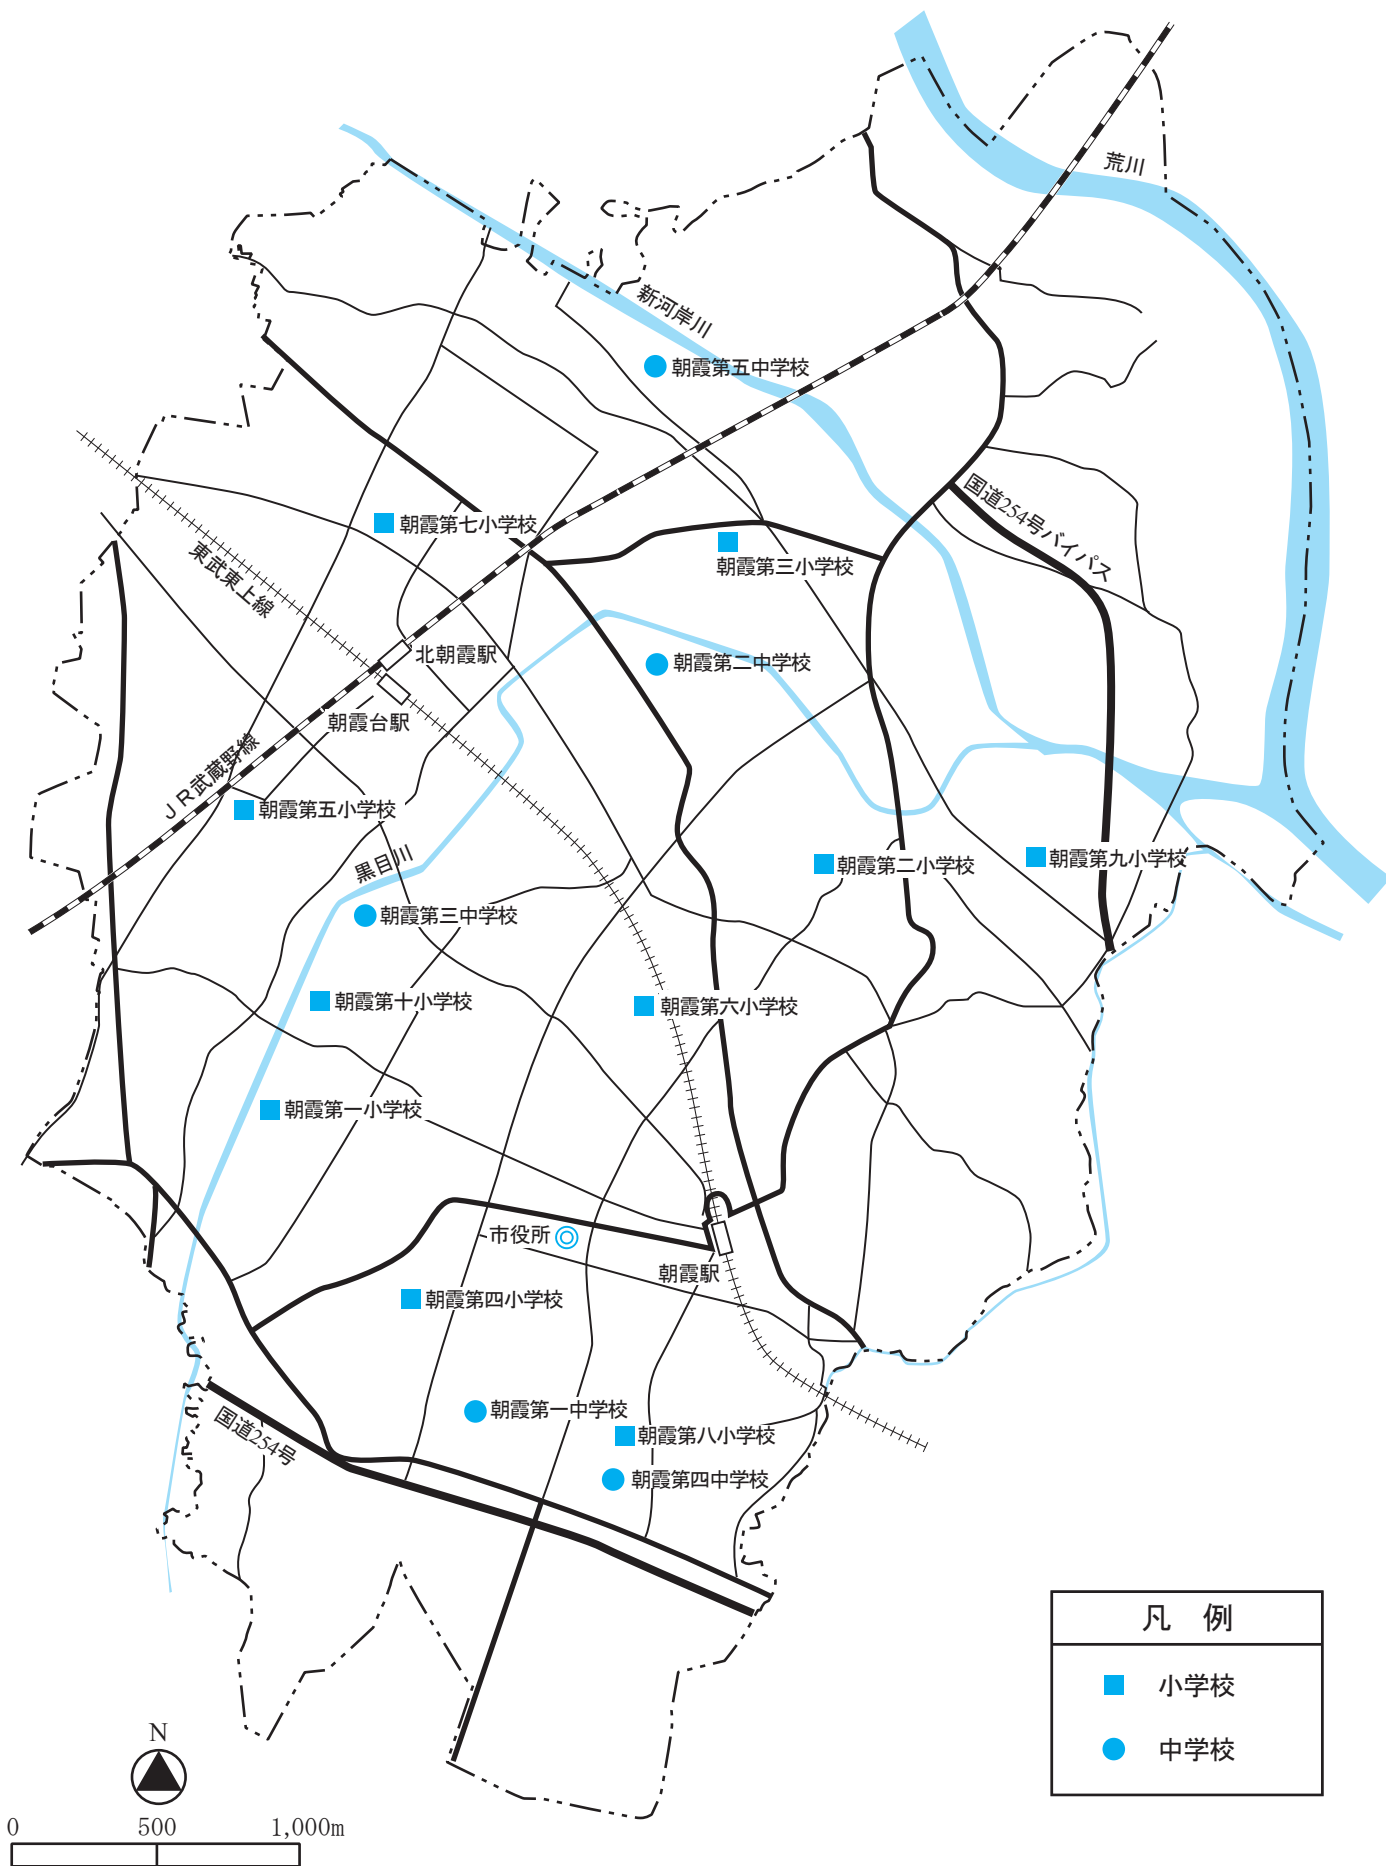 荒川
新河岸川
朝霞第五中学校
国道254号バイパス
朝霞第七小学校
朝霞第三小学校
東武東上線
北朝霞駅
朝霞第二中学校
朝霞台駅
JR武蔵野線
朝霞第五小学校
黒目川
朝霞第二小学校
朝霞第九小学校
朝霞第三中学校
朝霞第十小学校
朝霞第六小学校
朝霞第一小学校
市役所
朝霞駅
朝霞第四小学校
朝霞第一中学校
国道254号
朝霞第八小学校
朝霞第四中学校
凡 例
小学校
中学校
N
0 500 1,000m